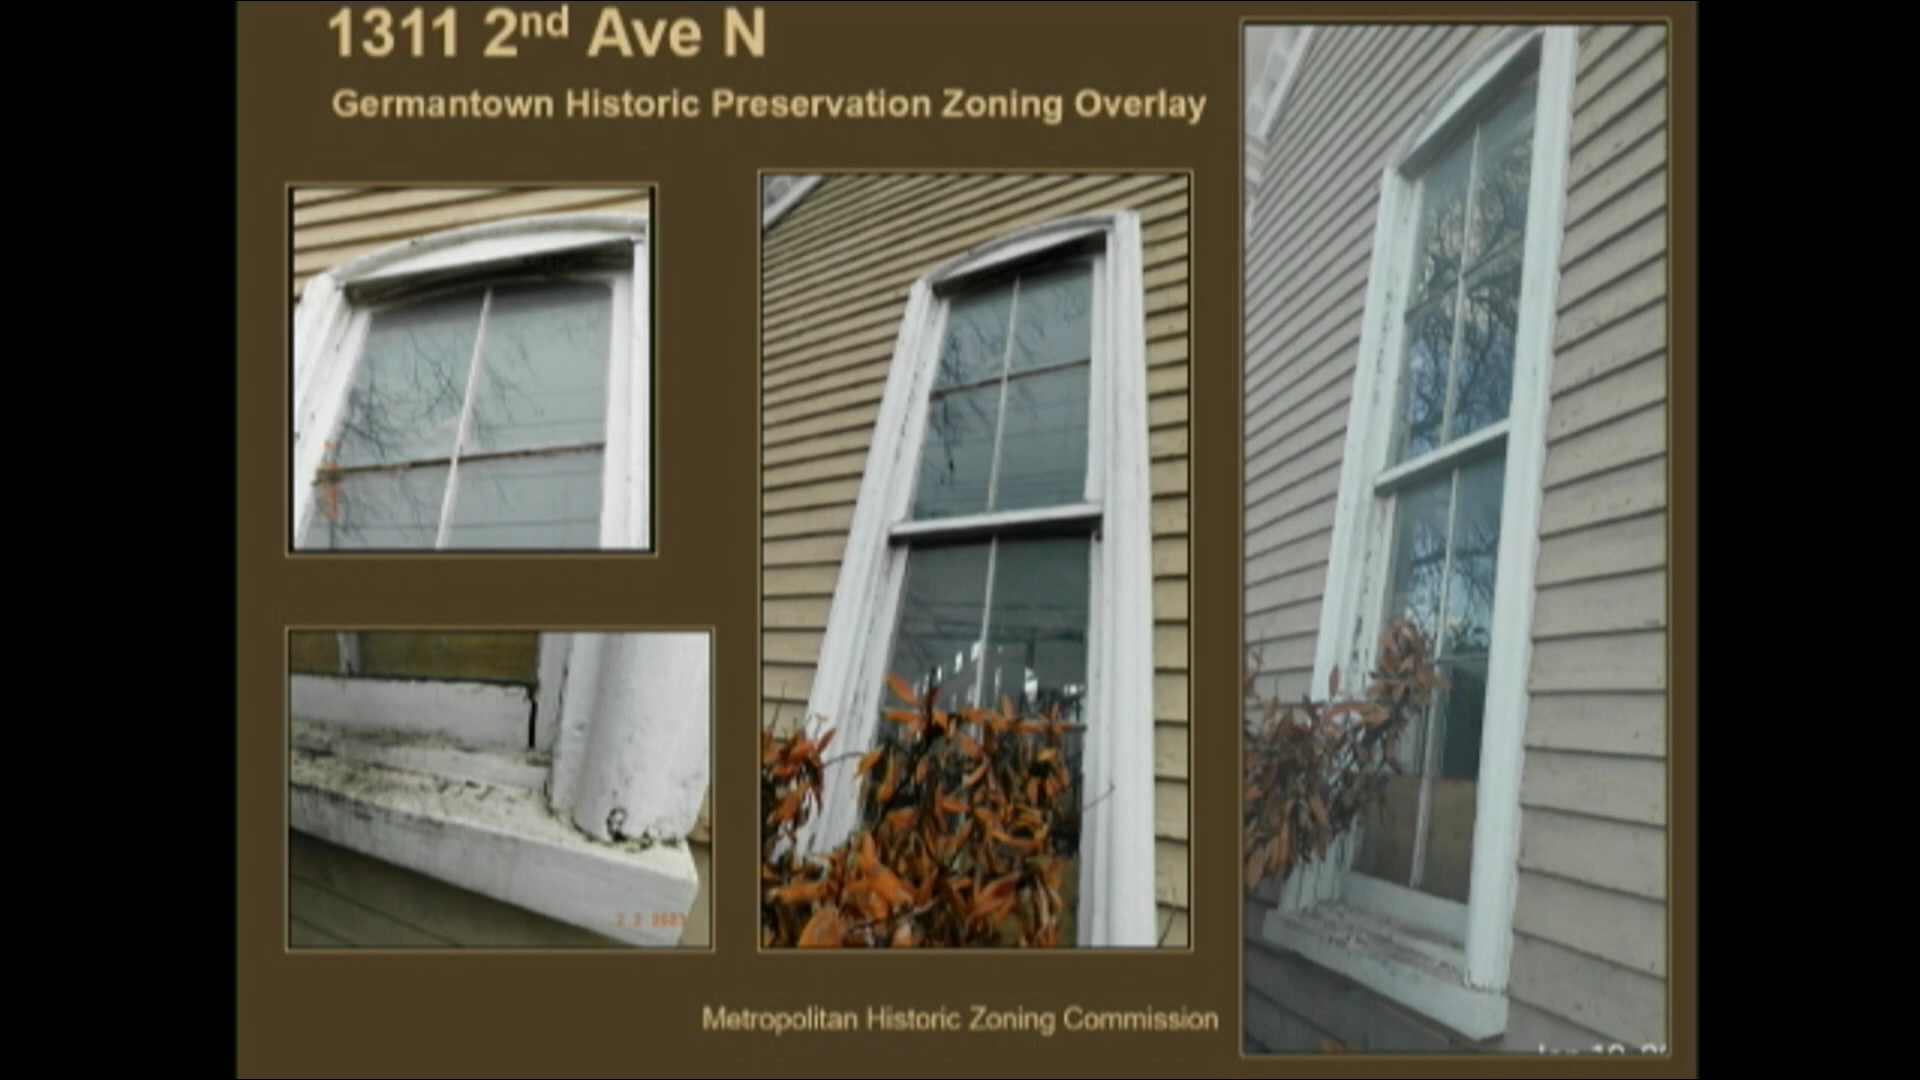 1311 2nd Ave N
Germantown Historic Preservation Zoning Overlay
Metropolitan Historic Zoning Commission